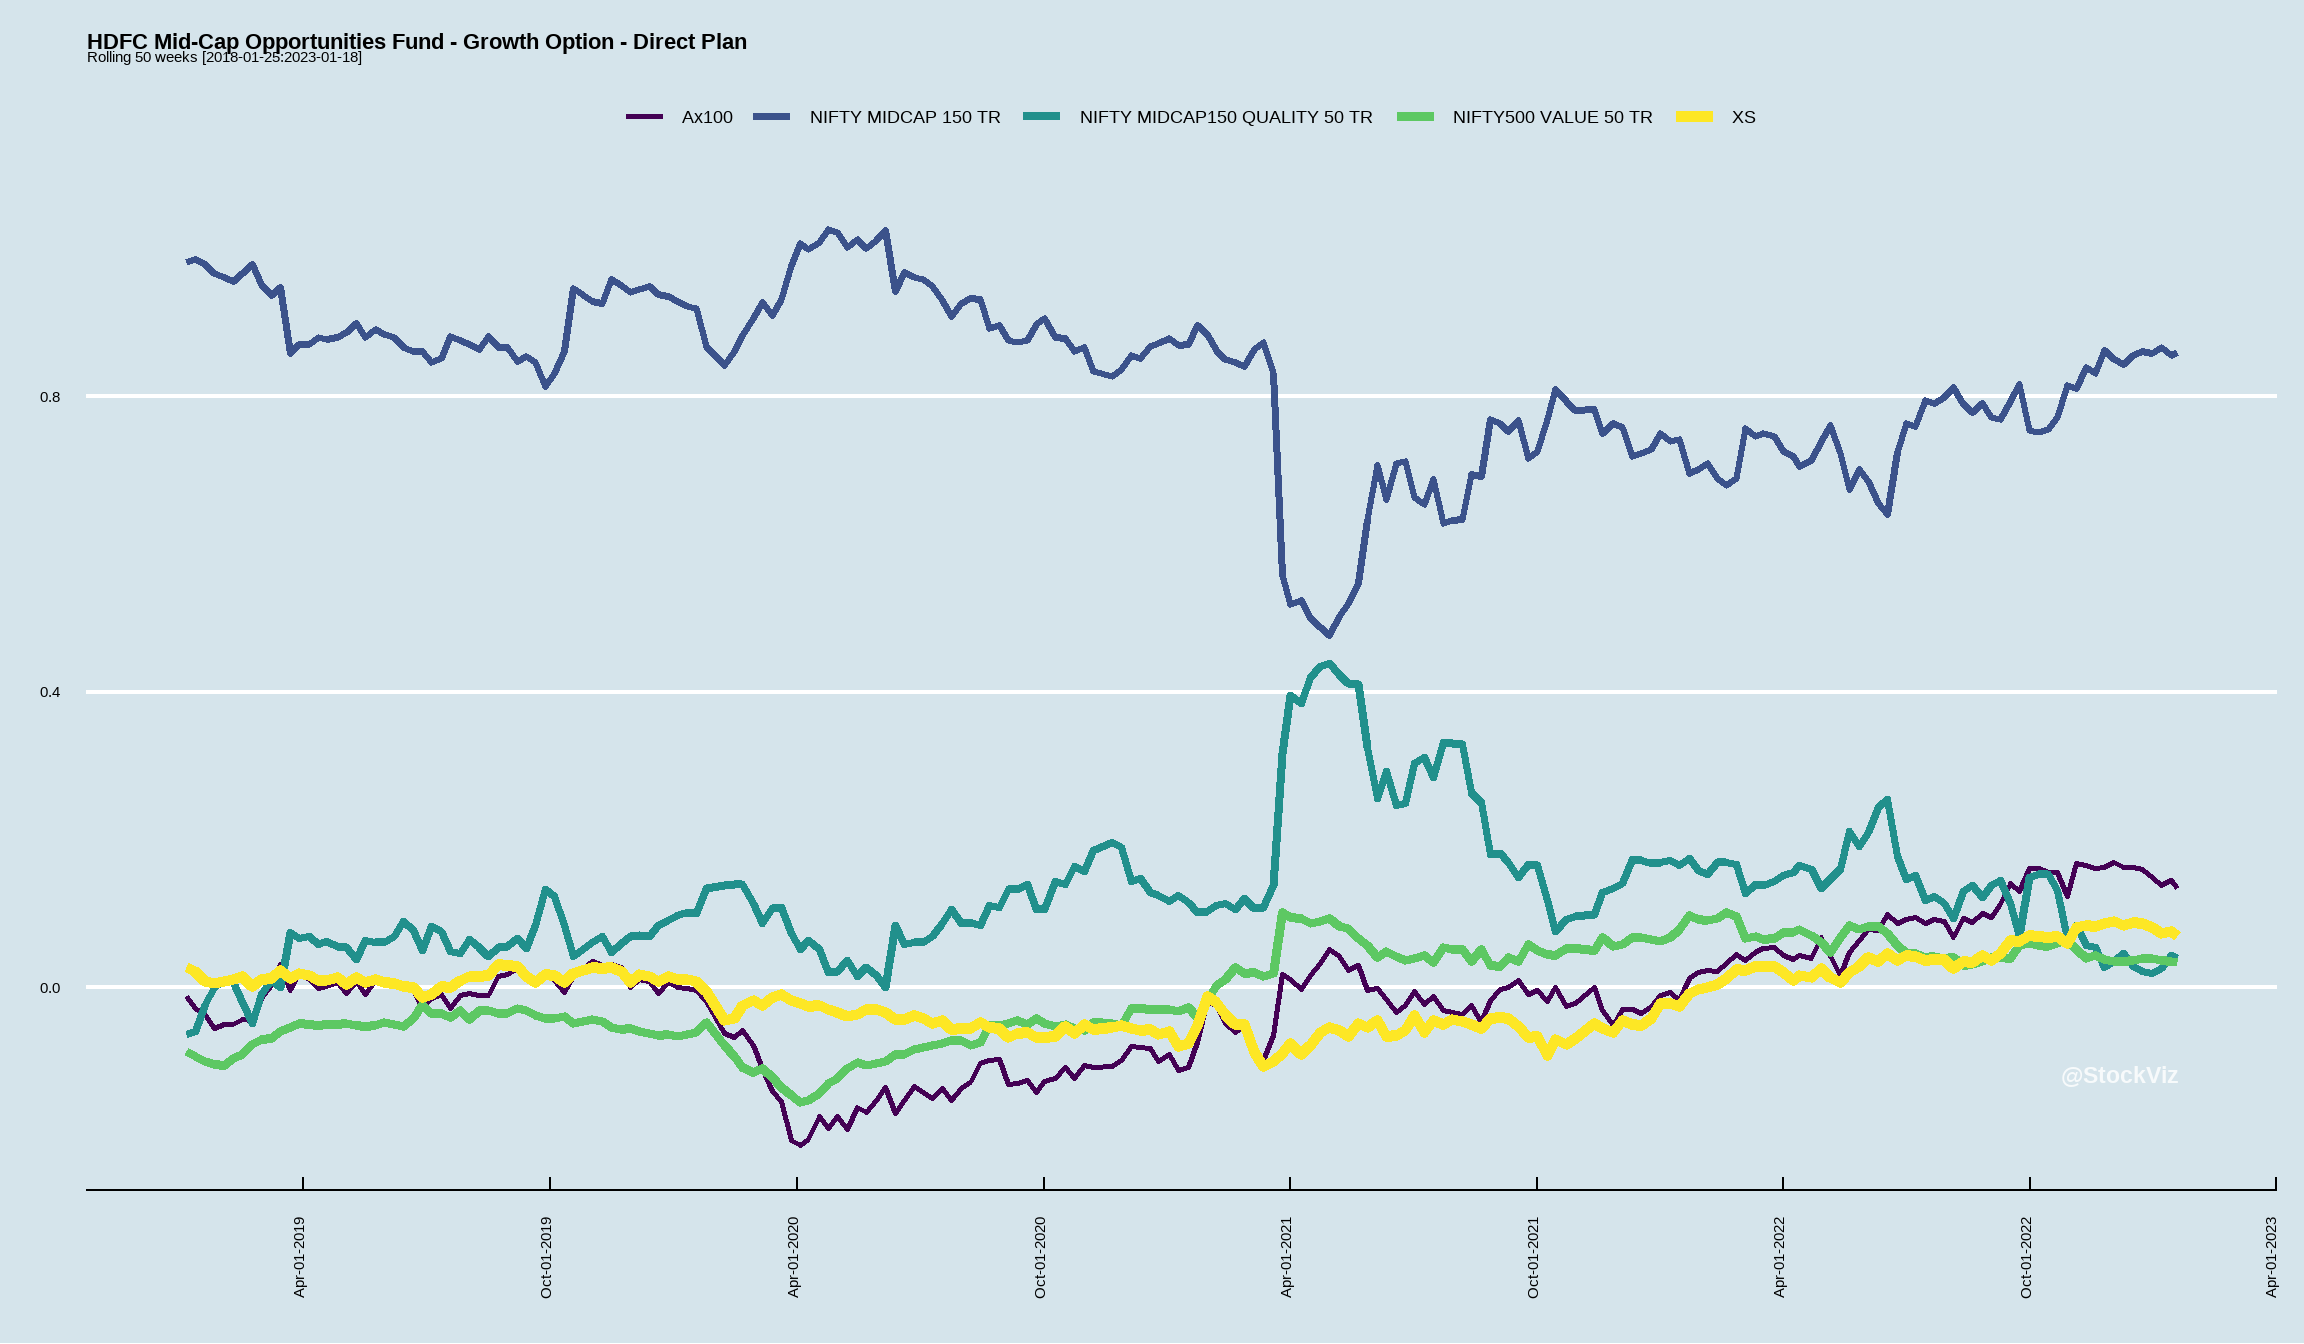 HDFC Mid-Cap Opportunities Fund - Growth Option - Direct Plan
Rolling 50 weeks [2018-01-25:2023-01-18]
Ax100 NIFTY MIDCAP 150 TR NIFTY MIDCAP150 QUALITY 50 TR NIFTY500 VALUE 50 TR XS
0.8
0.4
0.0
@StockViz
Apr-01-2019
Oct-01-2019
Apr-01-2020
Oct-01-2020
Apr-01-2021
Oct-01-2021
Apr-01-2022
Oct-01-2022
Apr-01-2023